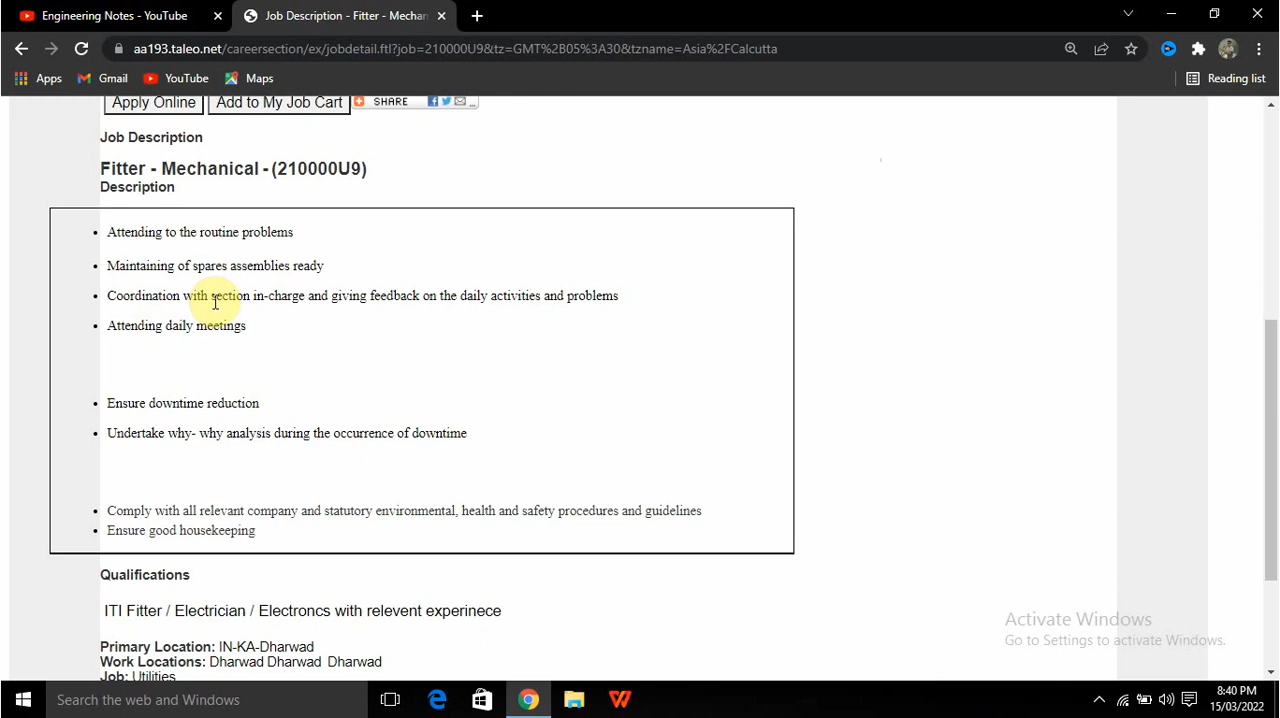 Engineering Notes - YouTube
Job Description - Fitter - Mechan
aa193.taleo.net/careersection/ex/jobdetail.ftl?job=210000U9&tz=GMT%2B05%3A30&tzname=Asia%2FCalcutta
Apps Gmail YouTube Maps Reading list
Apply Online Add to My Job Cart SHARE ...
Job Description
Fitter - Mechanical - (210000U9)
Description
• Attending to the routine problems
• Maintaining of spares assemblies ready
• Coordination with section in-charge and giving feedback on the daily activities and problems
• Attending daily meetings
• Ensure downtime reduction
• Undertake why- why analysis during the occurrence of downtime
• Comply with all relevant company and statutory environmental, health and safety procedures and guidelines
• Ensure good housekeeping
Qualifications
ITI Fitter / Electrician / Electroncs with relevent experinece
Primary Location: IN-KA-Dharwad
Work Locations: Dharwad Dharwad Dharwad
Job: Utilities
Activate Windows
Go to Settings to activate Windows.
Search the web and Windows
8:40 PM
15/03/2022